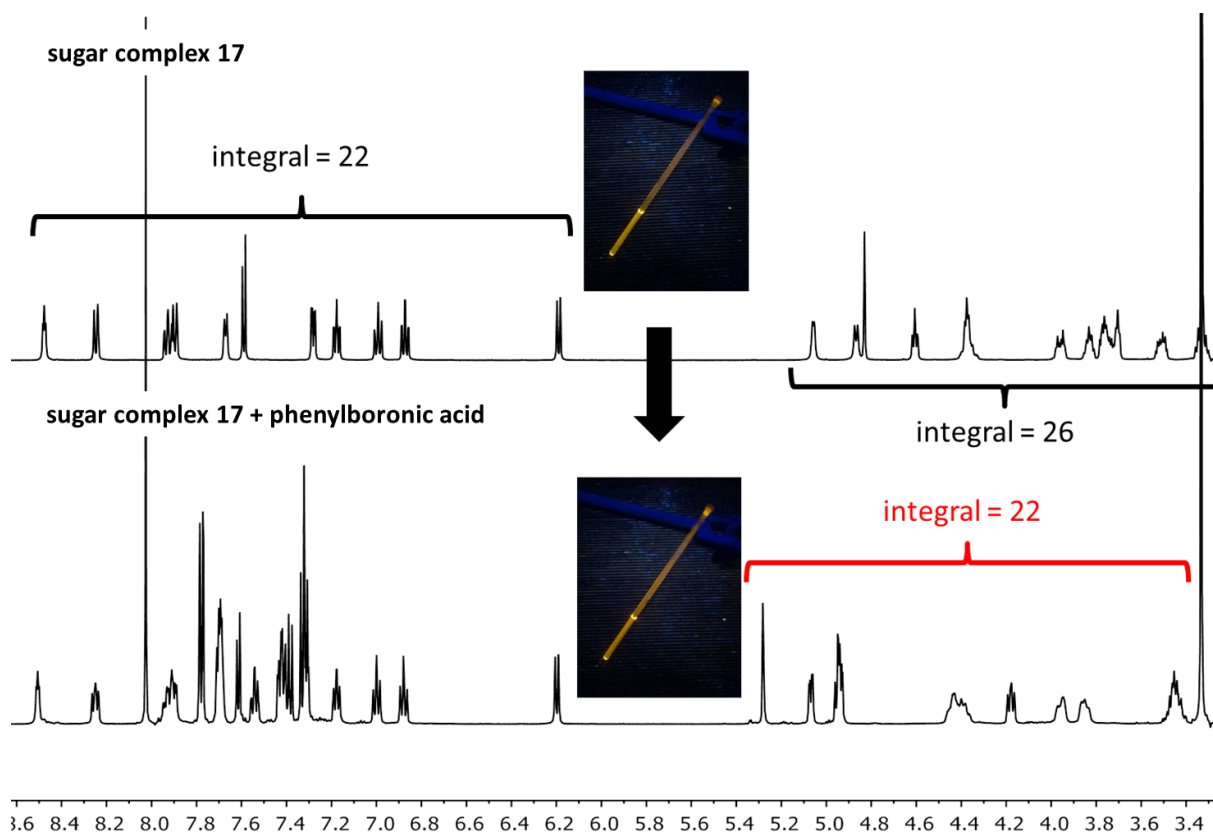 sugar complex 17
integral = 22
integral = 26
sugar complex 17 + phenylboronic acid
integral = 22
8.4 8.2 8.0 7.8 7.6 7.4 7.2 7.0 6.8 6.6 6.4 6.2 6.0 5.8 5.6 5.4 5.2 5.0 4.8 4.6 4.4 4.2 4.0 3.8 3.6 3.4